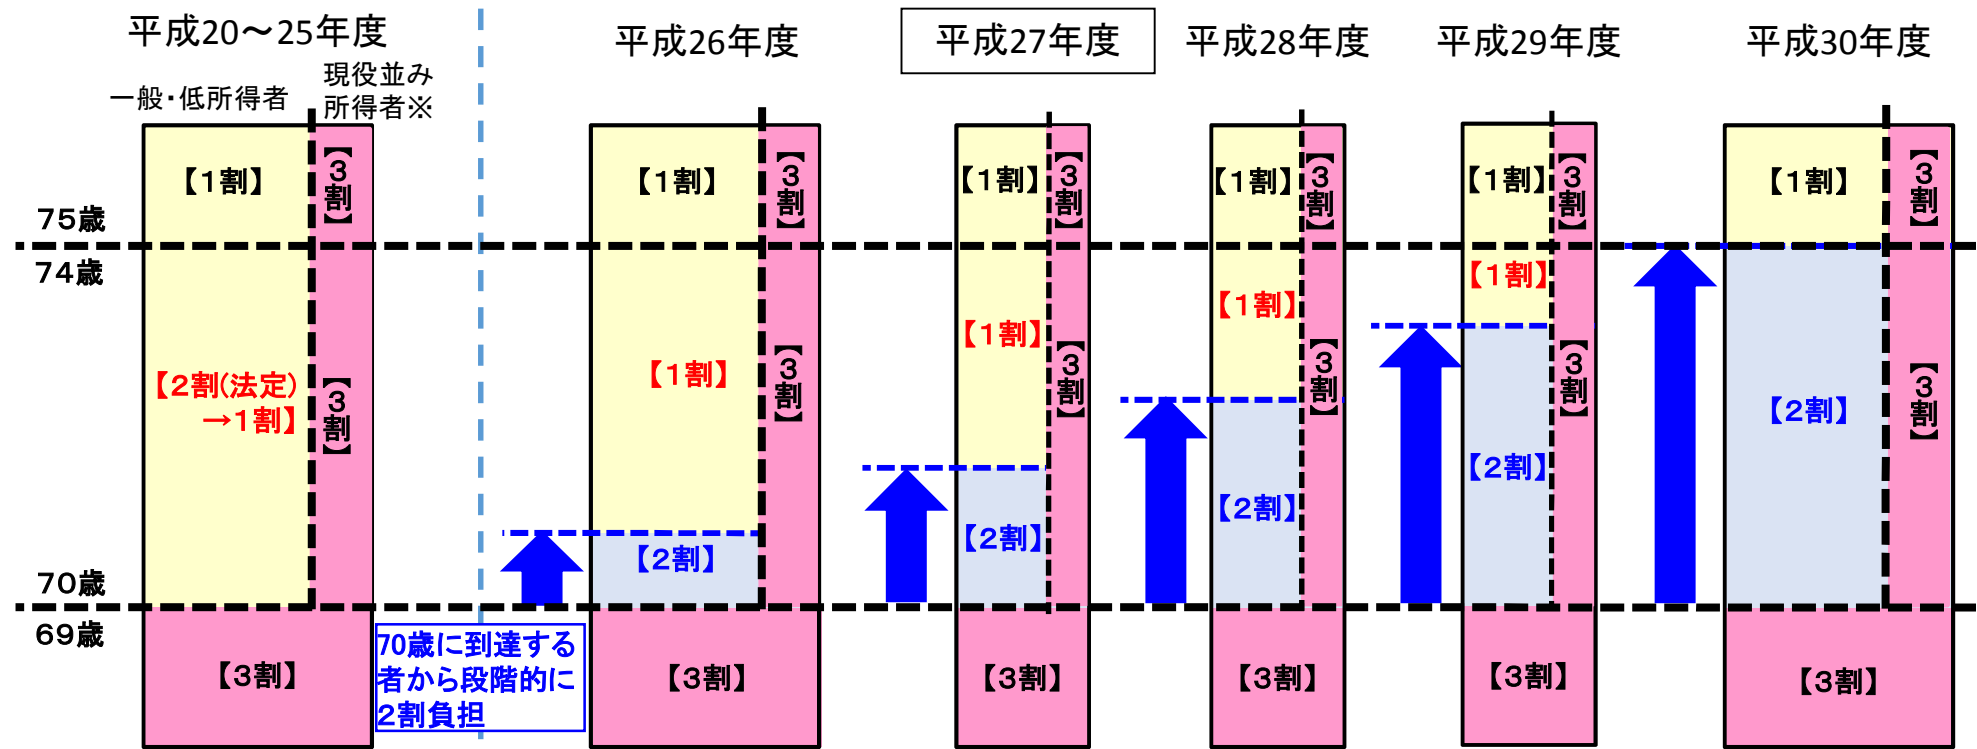 平成20～25年度
平成26年度
平成27年度
平成28年度
平成29年度
平成30年度
一般・低所得者
現役並み
所得者※
75歳
74歳
70歳
69歳
【1割】
【3割】
【2割(法定)
→1割】
【3割】
【3割】
70歳に到達する
者から段階的に
2割負担
【1割】
【3割】
【1割】
【3割】
【2割】
【3割】
【1割】
【3割】
【1割】
【3割】
【2割】
【3割】
【1割】
【3割】
【1割】
【3割】
【2割】
【3割】
【1割】
【3割】
【1割】
【3割】
【2割】
【3割】
【1割】
【3割】
【2割】
【3割】
【3割】